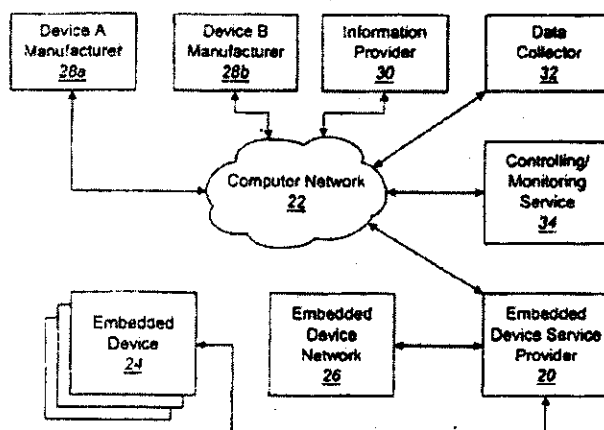 Device A
Manufacturer
28a
Device B
Manufacturer
28b
Information
Provider
30
Data
Collector
32
Computer Network
22
Controlling/
Monitoring
Service
34
Embedded
Device
24
Embedded
Device
Network
26
Embedded
Device Service
Provider
20